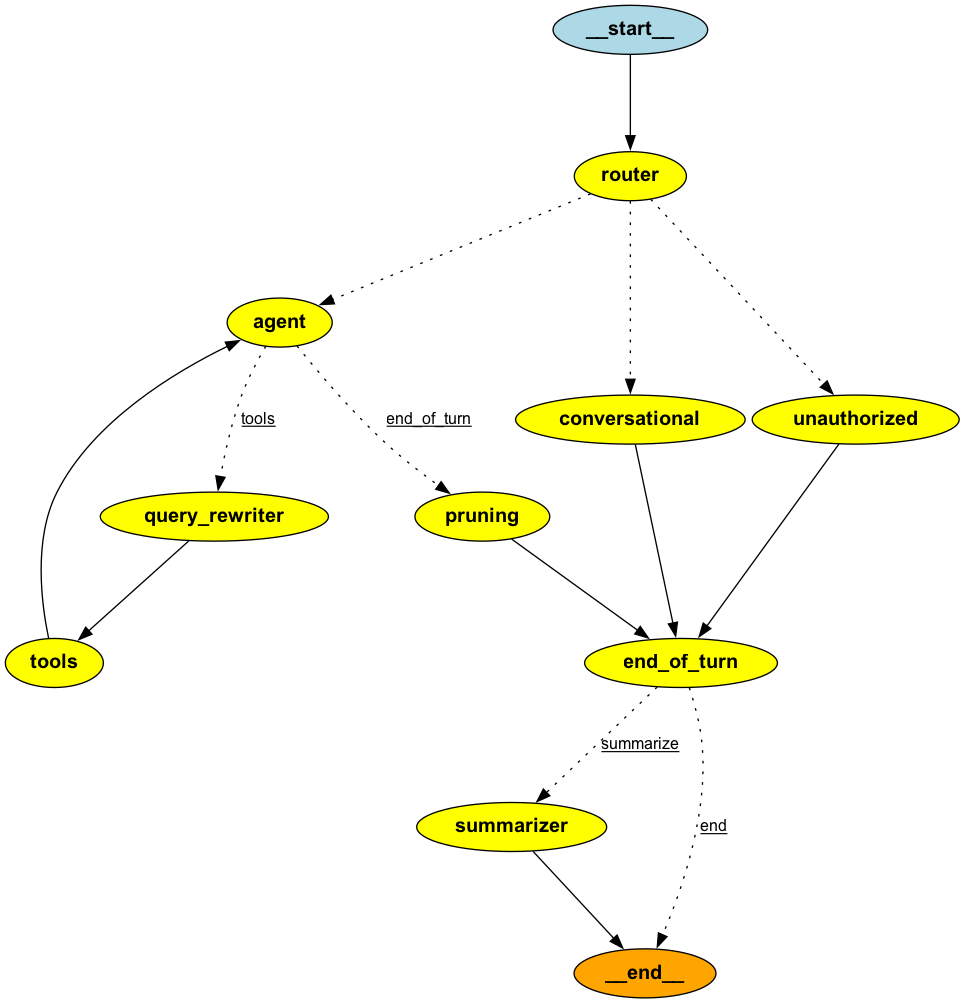 __start__
router
agent
tools
end_of_turn
conversational
unauthorized
query_rewriter
pruning
tools
end_of_turn
summarize
summarizer
end
__end__